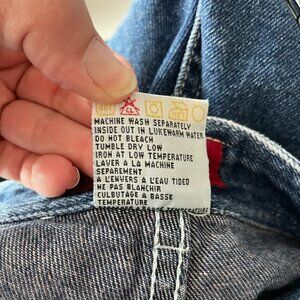 CL
MACHINE WASH SEPARATELY
INSIDE OUT IN LUKEWARM WATER
DO NOT BLEACH
TUMBLE DRY LOW
IRON AT LOW TEMPERATURE
LAVER A LA MACHINE
SEPAREMENT
A L'ENVERS A L'EAU TIEDE
NE PAS BLANCHIR
CULBUTAGE A BASSE
TEMPERATURE